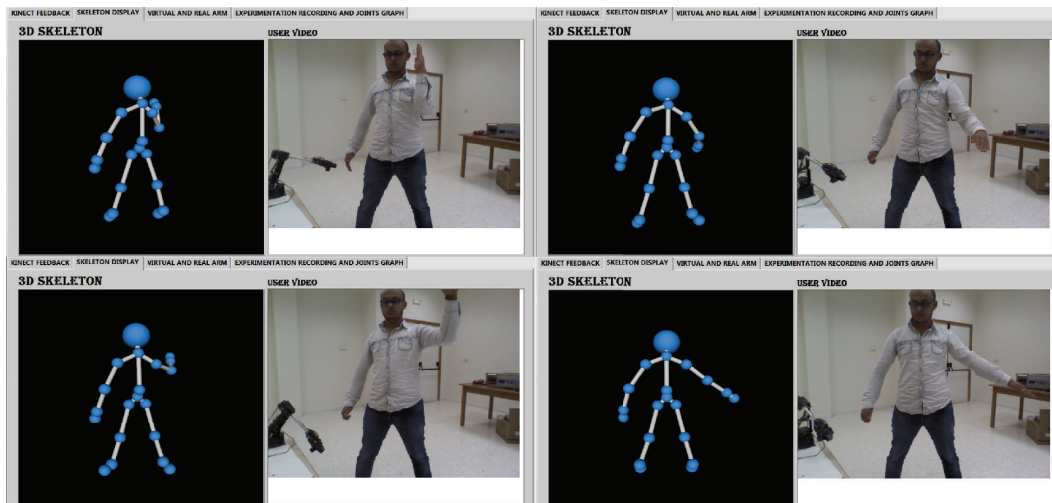 KINECT FEEDBACK SKELETON DISPLAY VIRTUAL AND REAL ARM EXPERIMENTATION RECORDING AND JOINTS GRAPH
3D SKELETON USER VIDEO
KINECT FEEDBACK SKELETON DISPLAY VIRTUAL AND REAL ARM EXPERIMENTATION RECORDING AND JOINTS GRAPH
3D SKELETON USER VIDEO
KINECT FEEDBACK SKELETON DISPLAY VIRTUAL AND REAL ARM EXPERIMENTATION RECORDING AND JOINTS GRAPH
3D SKELETON USER VIDEO
KINECT FEEDBACK SKELETON DISPLAY VIRTUAL AND REAL ARM EXPERIMENTATION RECORDING AND JOINTS GRAPH
3D SKELETON USER VIDEO